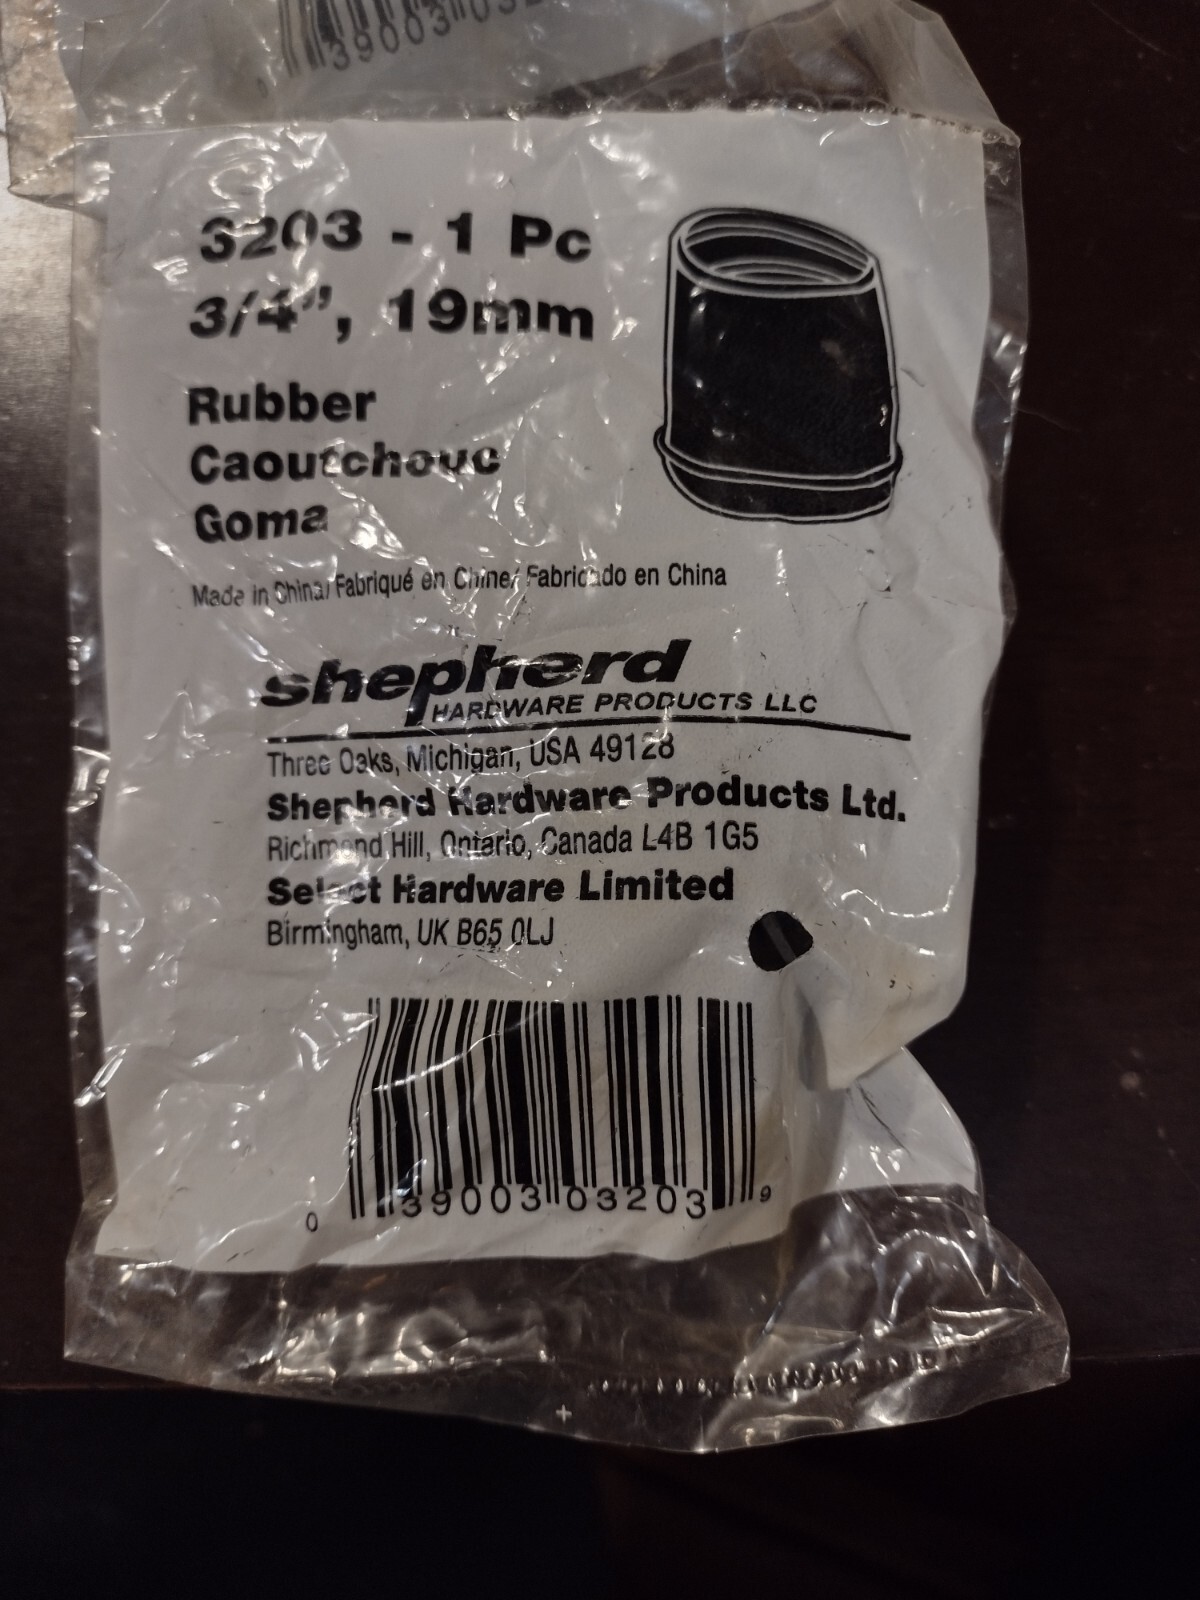 39003 03
3203 - 1 Pc
3/4", 19mm
Rubber
Caoutchouc
Goma
Made in China/ Fabriqué en Chine/ Fabricado en China
shepherd
HARDWARE PRODUCTS LLC
Three Oaks, Michigan, USA 49128
Shepherd Hardware Products Ltd.
Richmond Hill, Ontario, Canada L4B 1G5
Select Hardware Limited
Birmingham, UK B65 0LJ
0 39003 03203 9